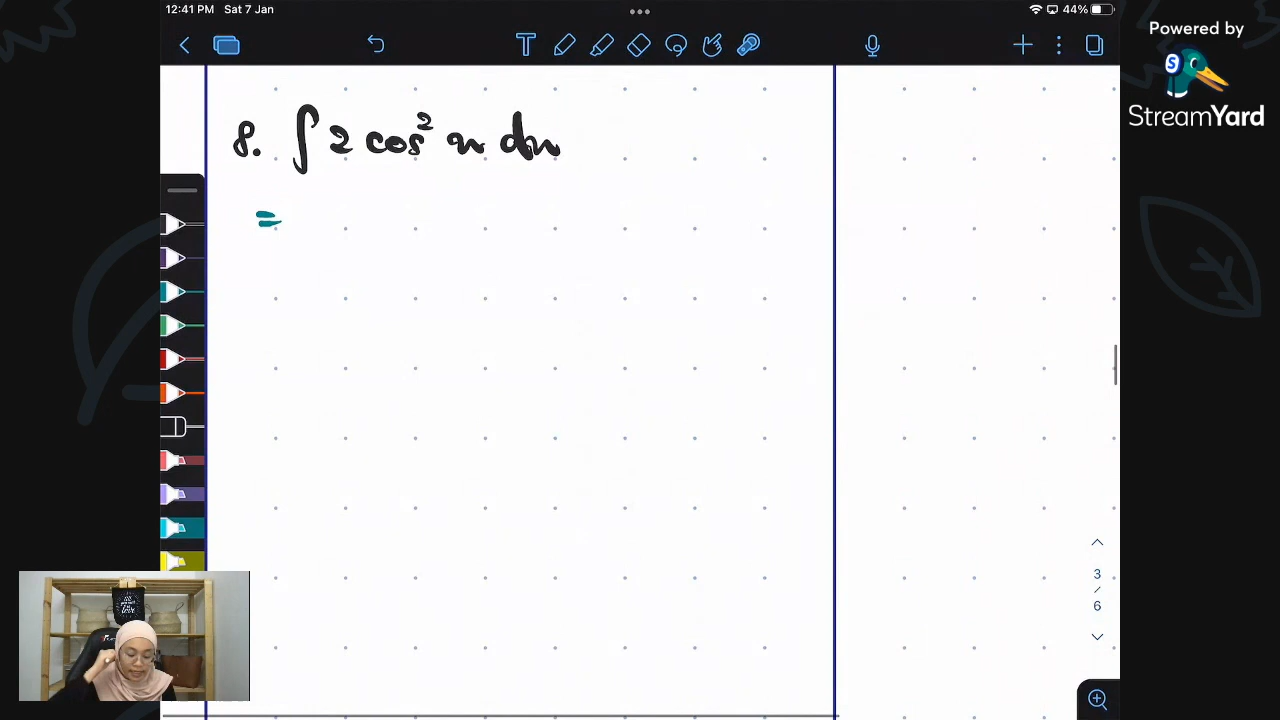 12:41 PM Sat 7 Jan
44%
Powered by
StreamYard
8. ∫ 2 cos² x dx
=
3
/
6